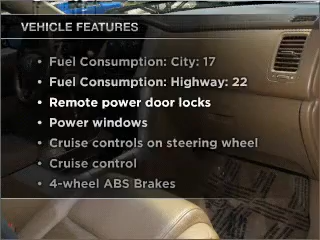 VEHICLE FEATURES
• Fuel Consumption: City: 17
• Fuel Consumption: Highway: 22
• Remote power door locks
• Power windows
• Cruise controls on steering wheel
• Cruise control
• 4-wheel ABS Brakes